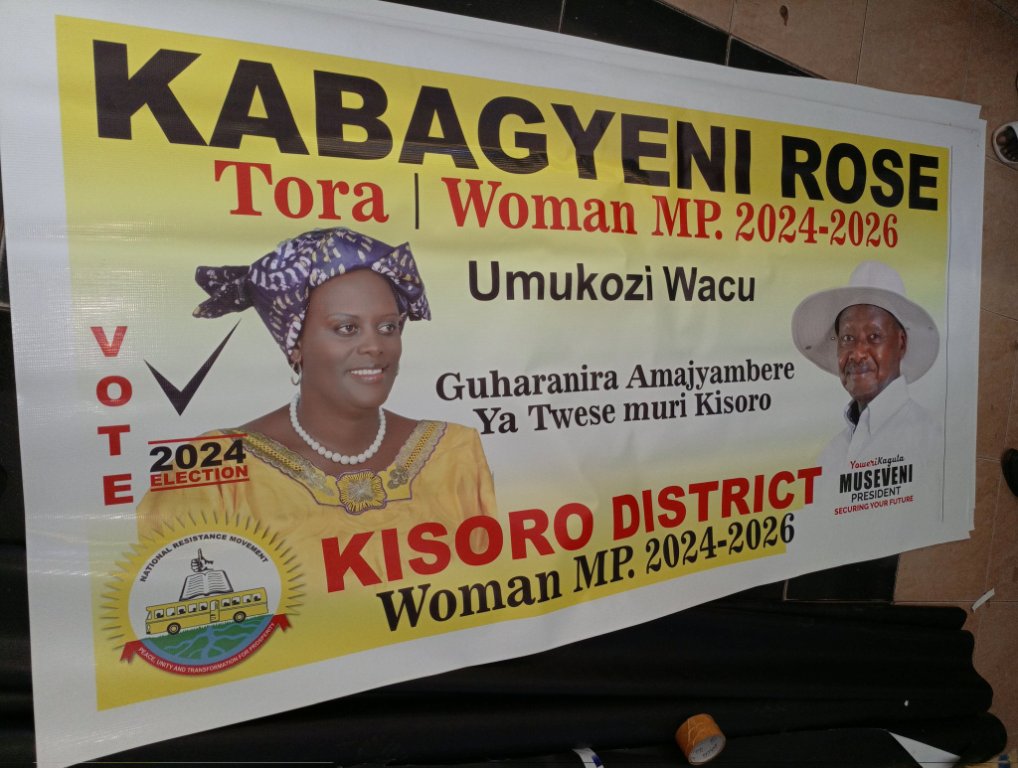 KABAGYENI ROSE
Tora | Woman MP. 2024-2026
Umukozi Wacu
Guharanira Amajyambere
Ya Twese muri Kisoro
VOTE
2024
ELECTION
KISORO DISTRICT
Woman MP. 2024-2026
NATIONAL RESISTANCE MOVEMENT
PEACE, UNITY AND TRANSFORMATION FOR PROSPERITY
Yoweri Kaguta
MUSEVENI
PRESIDENT
SECURING YOUR FUTURE